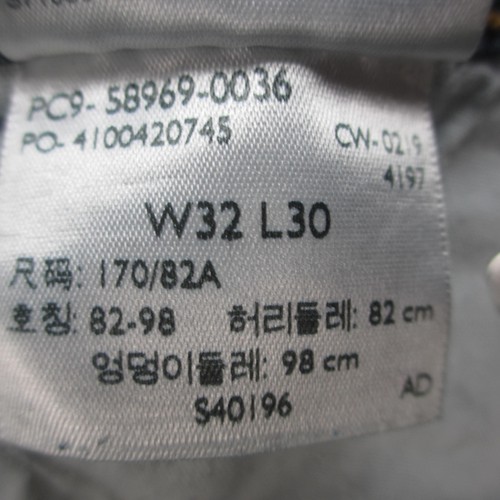 PC9-58969-0036
PO-4100420745 CW-0219
4197
W32 L30
尺码: 170/82A
호칭: 82-98 허리둘레: 82 cm
엉덩이둘레: 98 cm
S40196 AD